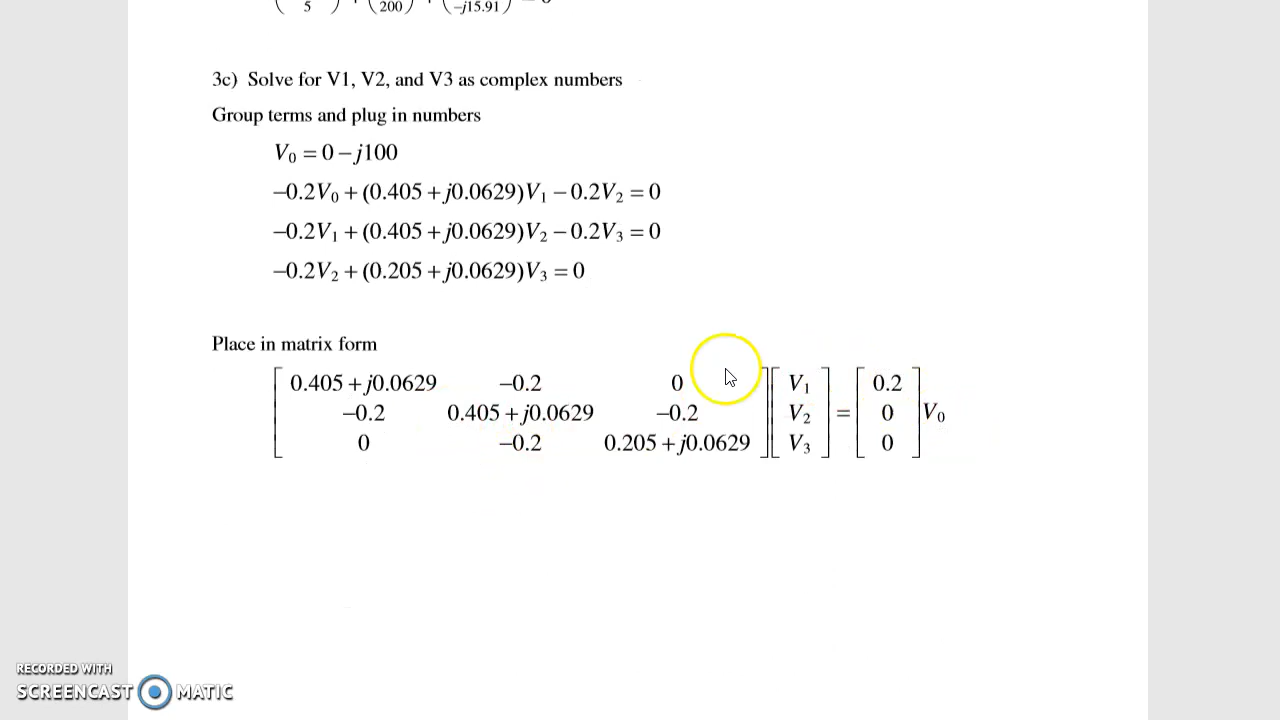 5 200 –j15.91
3c) Solve for V1, V2, and V3 as complex numbers
Group terms and plug in numbers
V₀ = 0 – j100
–0.2V₀ + (0.405 + j0.0629)V₁ – 0.2V₂ = 0
–0.2V₁ + (0.405 + j0.0629)V₂ – 0.2V₃ = 0
–0.2V₂ + (0.205 + j0.0629)V₃ = 0
Place in matrix form
[ 0.405 + j0.0629 –0.2 0 ] [ V₁ ] [ 0.2 ]
[ –0.2 0.405 + j0.0629 –0.2 ] [ V₂ ] = [ 0 ] V₀
[ 0 –0.2 0.205 + j0.0629 ] [ V₃ ] [ 0 ]
RECORDED WITH
SCREENCAST MATIC